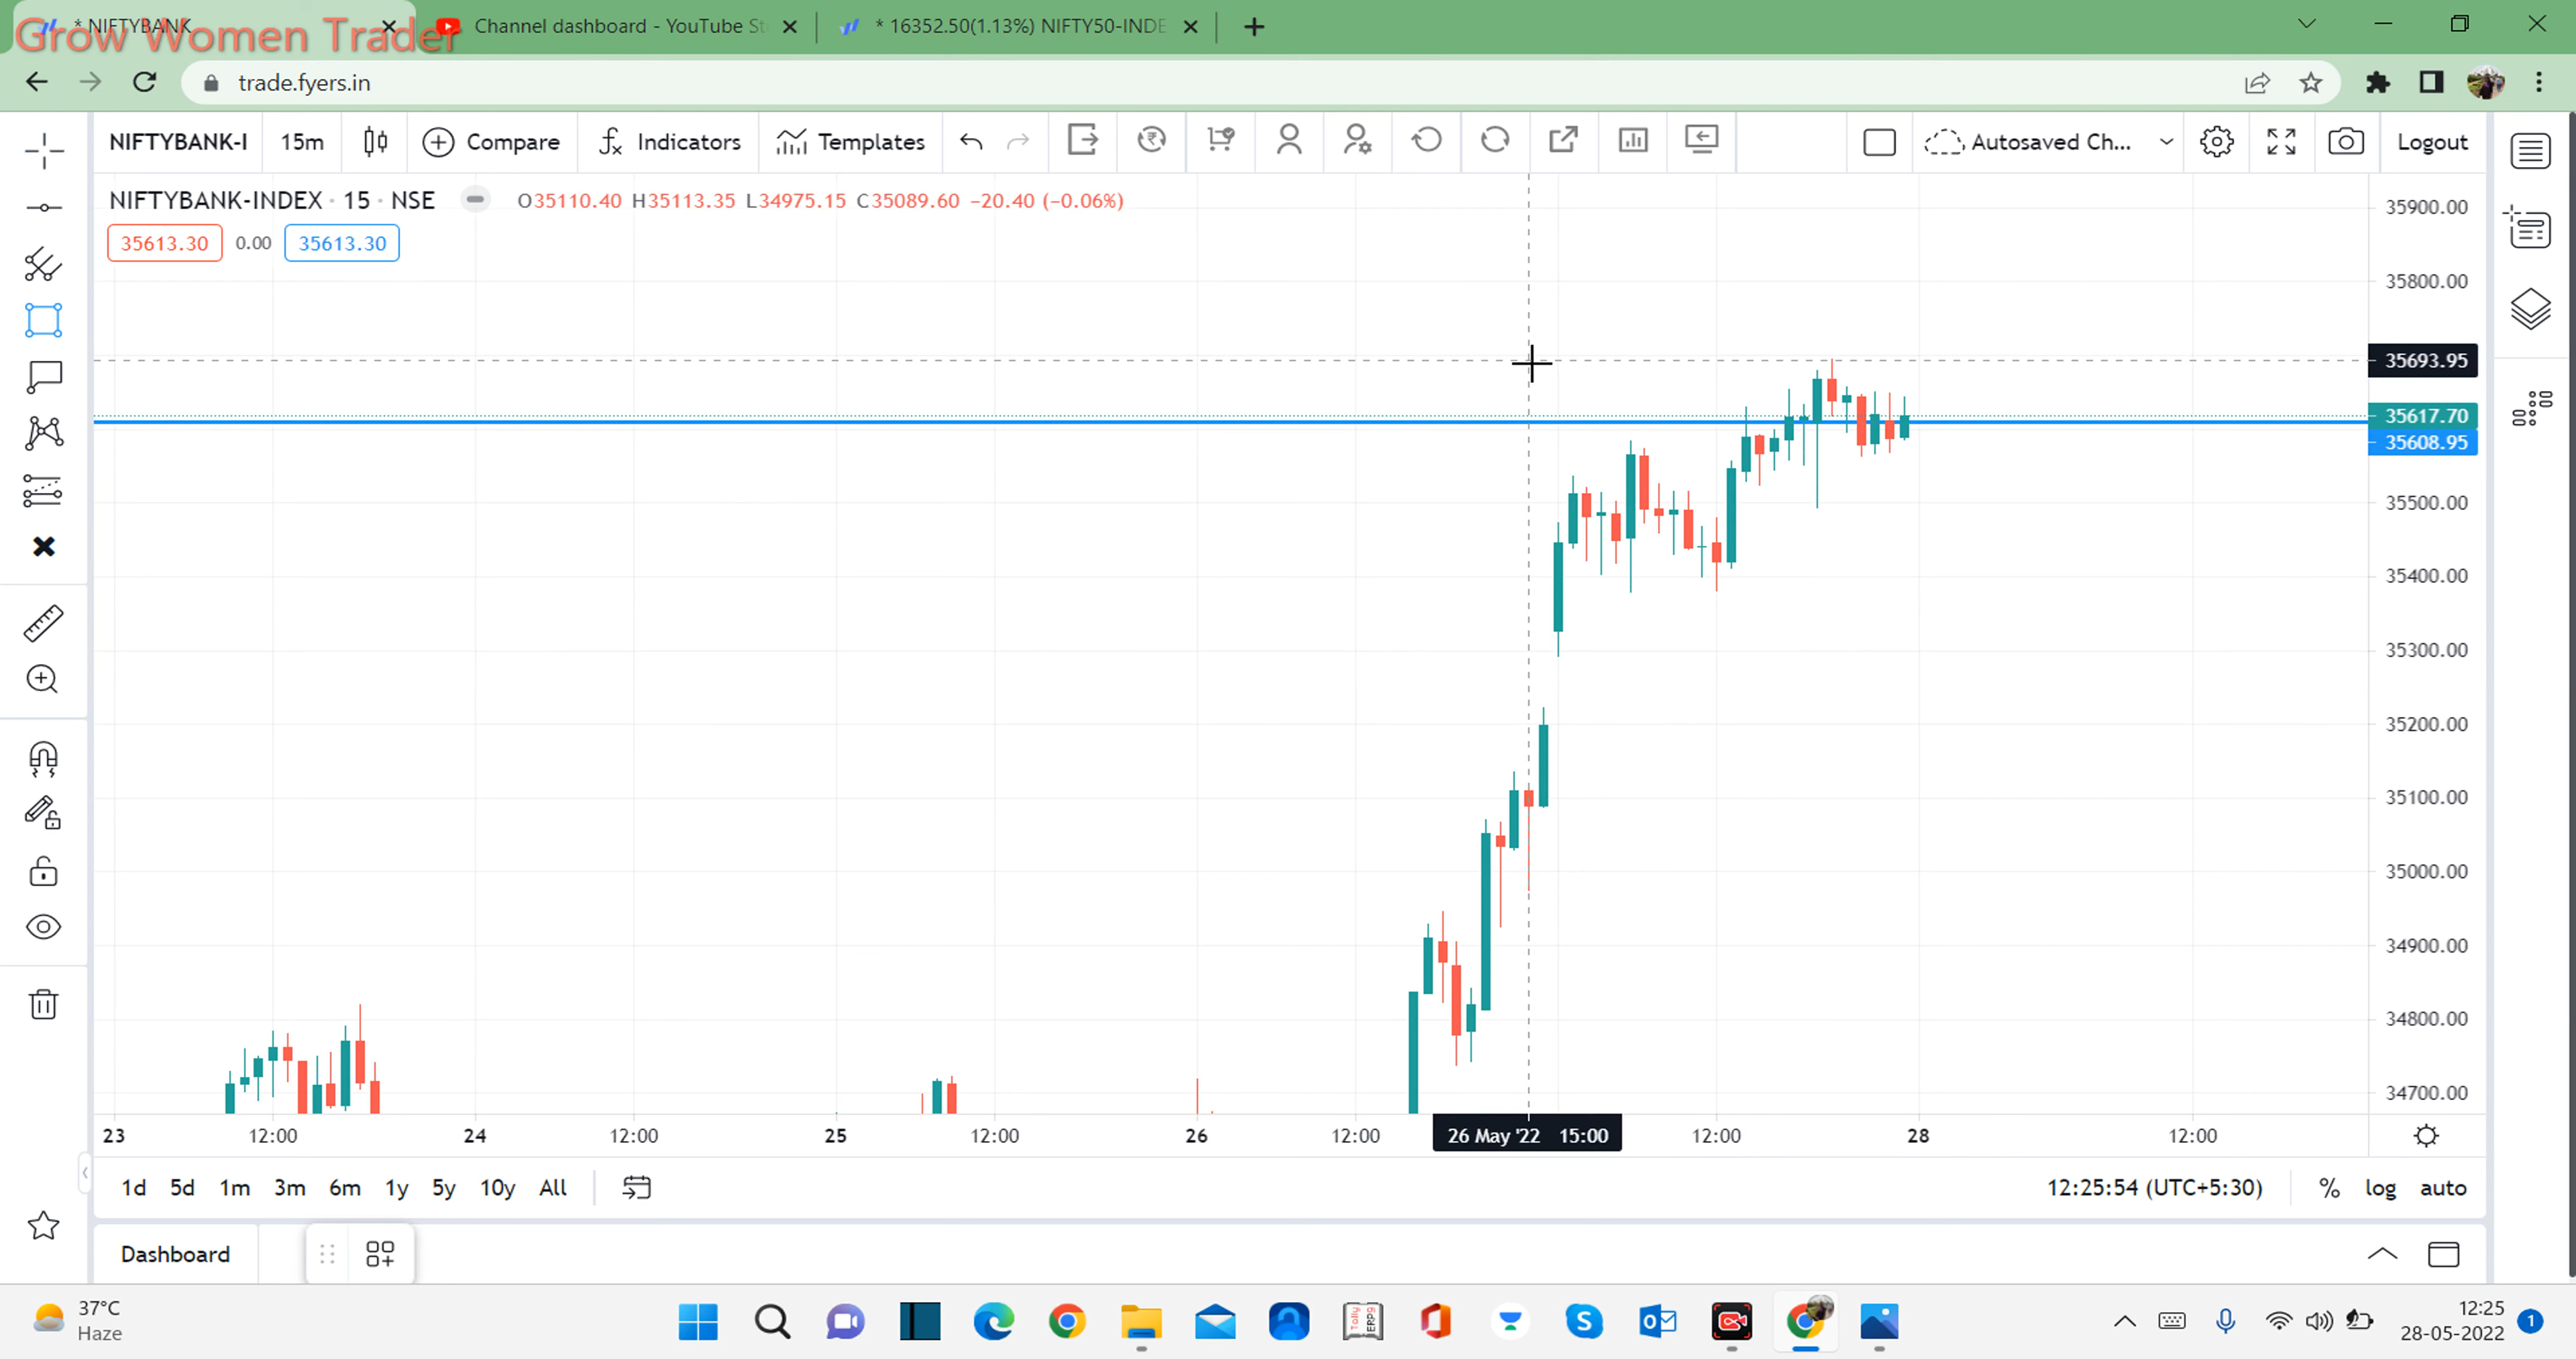 Grow Women Trader
* NIFTYBANK
Channel dashboard - YouTube St
* 16352.50(1.13%) NIFTY50-INDE
trade.fyers.in
NIFTYBANK-I
15m
Compare
Indicators
Templates
Autosaved Ch...
Logout
NIFTYBANK-INDEX · 15 · NSE
O35110.40 H35113.35 L34975.15 C35089.60 −20.40 (−0.06%)
35613.30
0.00
35613.30
35900.00
35800.00
35693.95
35617.70
35608.95
35500.00
35400.00
35300.00
35200.00
35100.00
35000.00
34900.00
34800.00
34700.00
23
12:00
24
12:00
25
12:00
26
12:00
26 May '22 15:00
12:00
28
12:00
1d 5d 1m 3m 6m 1y 5y 10y All
12:25:54 (UTC+5:30)
% log auto
Dashboard
37°C
Haze
Tally
ERP9
12:25
28-05-2022
1